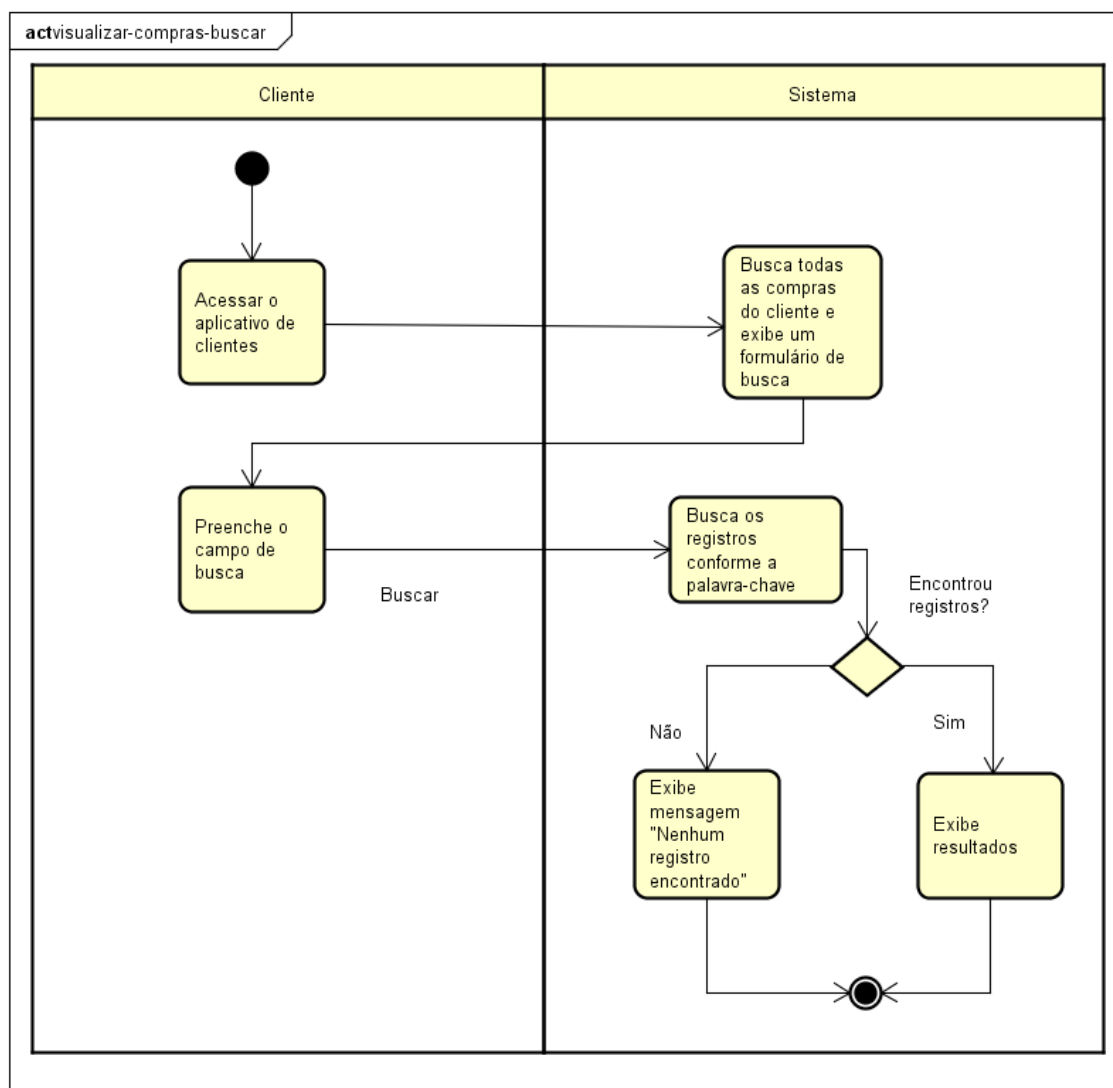 actvisualizar-compras-buscar
Cliente
Sistema
Acessar o
aplicativo de
clientes
Busca todas
as compras
do cliente e
exibe um
formulário de
busca
Preenche o
campo de
busca
Buscar
Busca os
registros
conforme a
palavra-chave
Encontrou
registros?
Não
Sim
Exibe
mensagem
"Nenhum
registro
encontrado"
Exibe
resultados